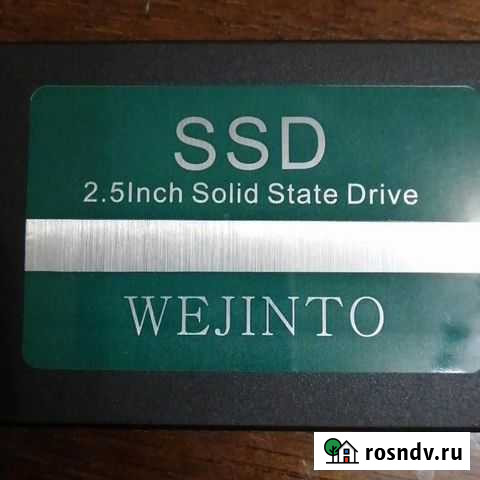 SSD
2.5Inch Solid State Drive
WEJINTO
rosndv.ru